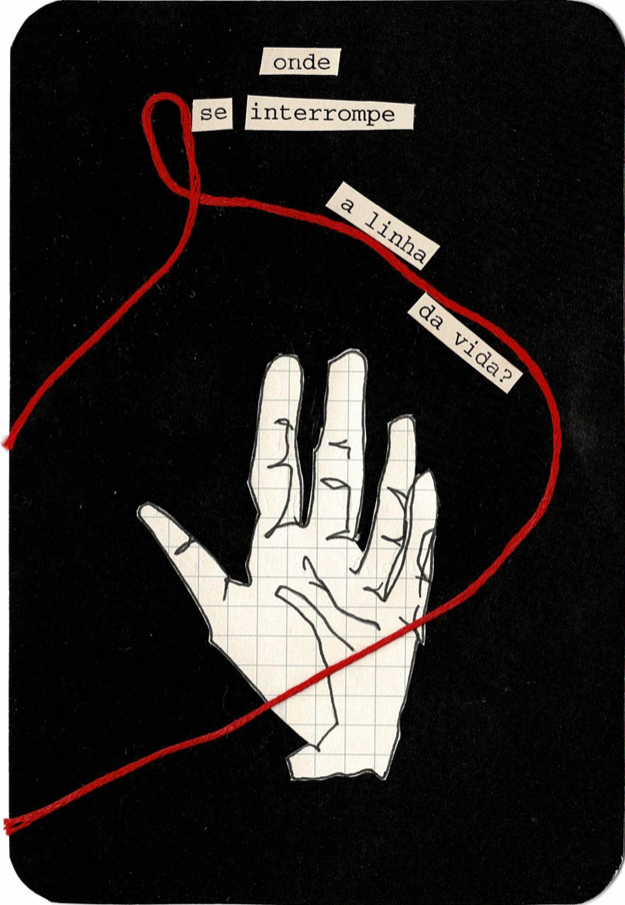 onde
se interrompe
a linha
da vida?